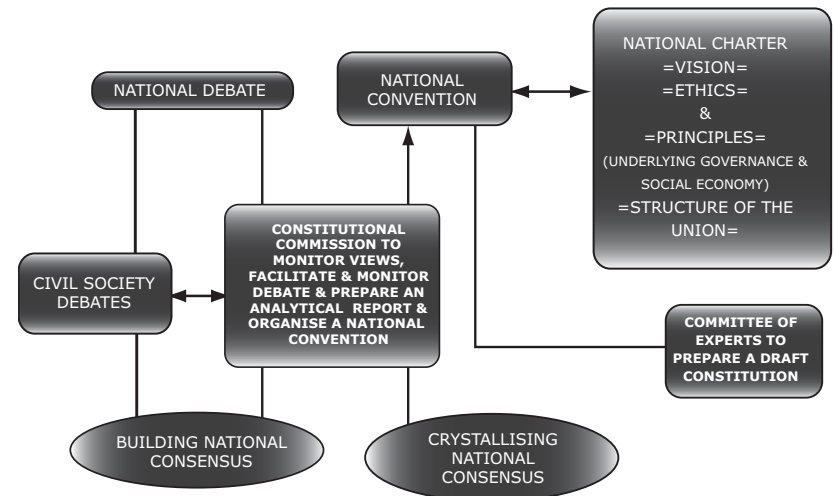 NATIONAL DEBATE
NATIONAL
CONVENTION
NATIONAL CHARTER
=VISION=
=ETHICS=
&
=PRINCIPLES=
(UNDERLYING GOVERNANCE &
SOCIAL ECONOMY)
=STRUCTURE OF THE
UNION=
CIVIL SOCIETY
DEBATES
CONSTITUTIONAL
COMMISSION TO
MONITOR VIEWS,
FACILITATE & MONITOR
DEBATE & PREPARE AN
ANALYTICAL REPORT &
ORGANISE A NATIONAL
CONVENTION
COMMITTEE OF
EXPERTS TO
PREPARE A DRAFT
CONSTITUTION
BUILDING NATIONAL
CONSENSUS
CRYSTALLISING
NATIONAL
CONSENSUS